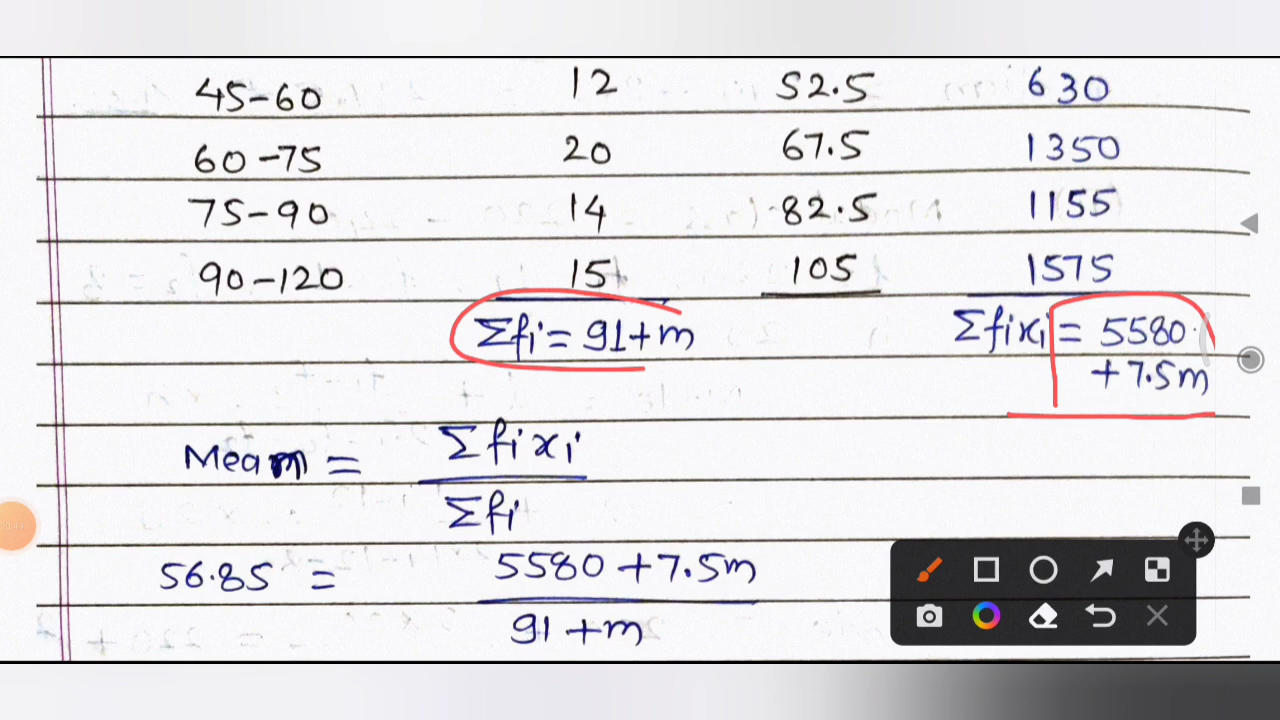 45-60 12 52.5 630
60-75 20 67.5 1350
75-90 14 82.5 1155
90-120 15 105 1575
Σfi = 91+m Σfixi = 5580
+ 7.5m
Mean = Σfixi
Σfi
56.85 = 5580 + 7.5m
91 + m